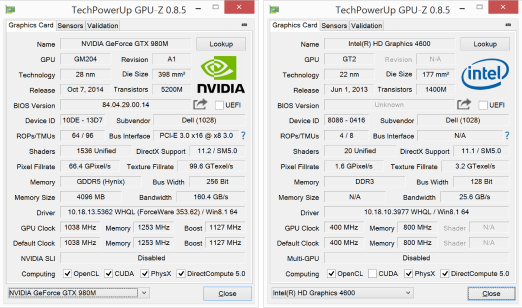 TechPowerUp GPU-Z 0.8.5
Graphics Card Sensors Validation
Name NVIDIA GeForce GTX 980M Lookup
GPU GM204 Revision A1
Technology 28 nm Die Size 398 mm²
Release Oct 7, 2014 Transistors 5200M
NVIDIA
BIOS Version 84.04.29.00.14 UEFI
Device ID 10DE - 13D7 Subvendor Dell (1028)
ROPs/TMUs 64 / 96 Bus Interface PCI-E 3.0 x16 @ x8 3.0 ?
Shaders 1536 Unified DirectX Support 11.2 / SM5.0
Pixel Fillrate 66.4 GPixel/s Texture Fillrate 99.6 GTexel/s
Memory GDDR5 (Hynix) Bus Width 256 Bit
Memory Size 4096 MB Bandwidth 160.4 GB/s
Driver 10.18.13.5362 WHQL (ForceWare 353.62) / Win8.1 64
GPU Clock 1038 MHz Memory 1253 MHz Boost 1127 MHz
Default Clock 1038 MHz Memory 1253 MHz Boost 1127 MHz
NVIDIA SLI Disabled
Computing OpenCL CUDA PhysX DirectCompute 5.0
NVIDIA GeForce GTX 980M Close
TechPowerUp GPU-Z 0.8.5
Graphics Card Sensors Validation
Name Intel(R) HD Graphics 4600 Lookup
GPU GT2 Revision N/A
Technology 22 nm Die Size 177 mm²
Release Jun 1, 2013 Transistors 1400M
intel
BIOS Version Unknown UEFI
Device ID 8086 - 0416 Subvendor Dell (1028)
ROPs/TMUs 4 / 8 Bus Interface N/A ?
Shaders 20 Unified DirectX Support 11.1 / SM5.0
Pixel Fillrate 1.6 GPixel/s Texture Fillrate 3.2 GTexel/s
Memory DDR3 Bus Width 128 Bit
Memory Size N/A Bandwidth 25.6 GB/s
Driver 10.18.10.3977 WHQL / Win8.1 64
GPU Clock 400 MHz Memory 800 MHz Shader N/A
Default Clock 400 MHz Memory 800 MHz Shader N/A
Multi-GPU Disabled
Computing OpenCL CUDA PhysX DirectCompute 5.0
Intel(R) HD Graphics 4600 Close